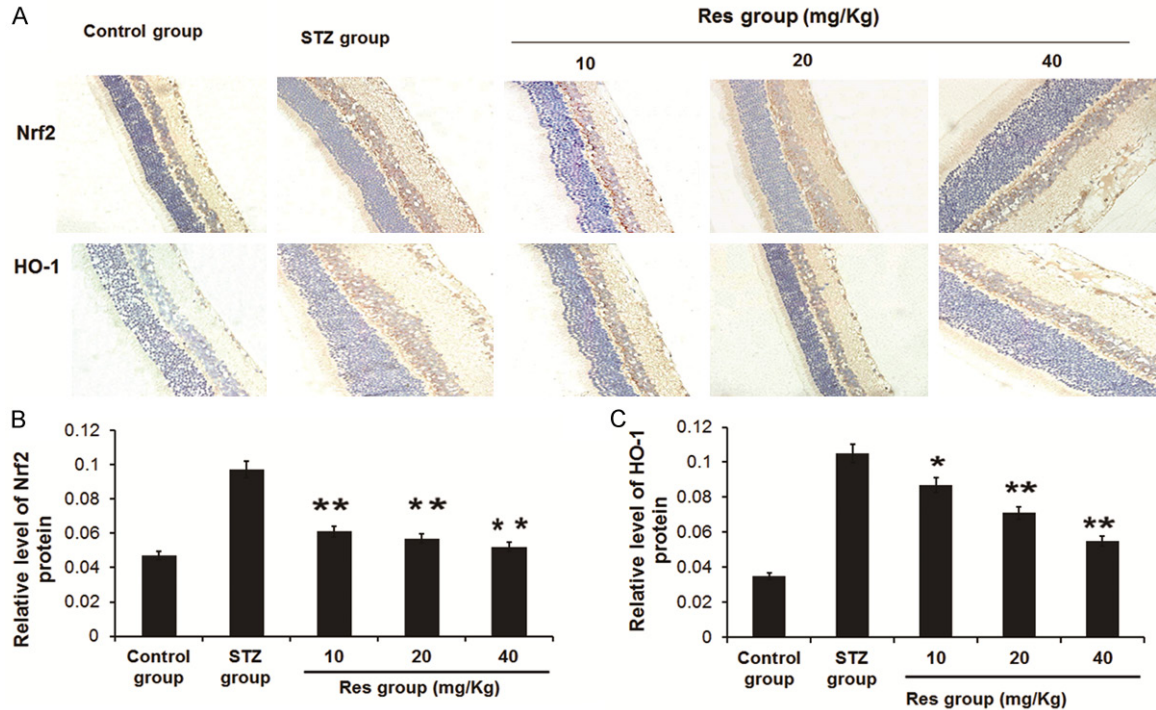 A
Control group
STZ group
Res group (mg/Kg)
10
20
40
Nrf2
HO-1
B
Relative level of Nrf2
protein
0.12
0.1
0.08
0.06
0.04
0.02
0
**
**
**
Control
group
STZ
group
10
20
40
Res group (mg/Kg)
C
Relative level of HO-1
protein
0.12
0.1
0.08
0.06
0.04
0.02
0
*
**
**
Control
group
STZ
group
10
20
40
Res group (mg/Kg)